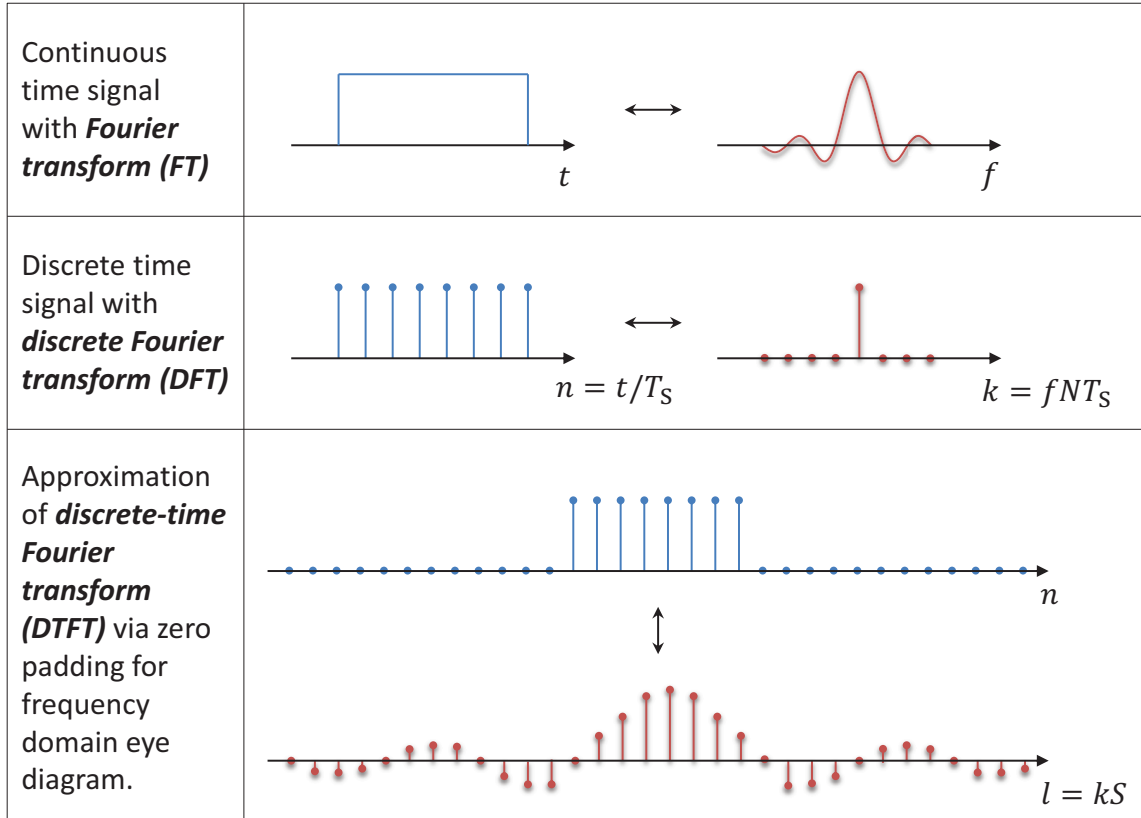 Continuous
time signal
with Fourier
transform (FT)
t
f
Discrete time
signal with
discrete Fourier
transform (DFT)
n = t/T_S
k = fNT_S
Approximation
of discrete-time
Fourier
transform
(DTFT) via zero
padding for
frequency
domain eye
diagram.
n
l = kS